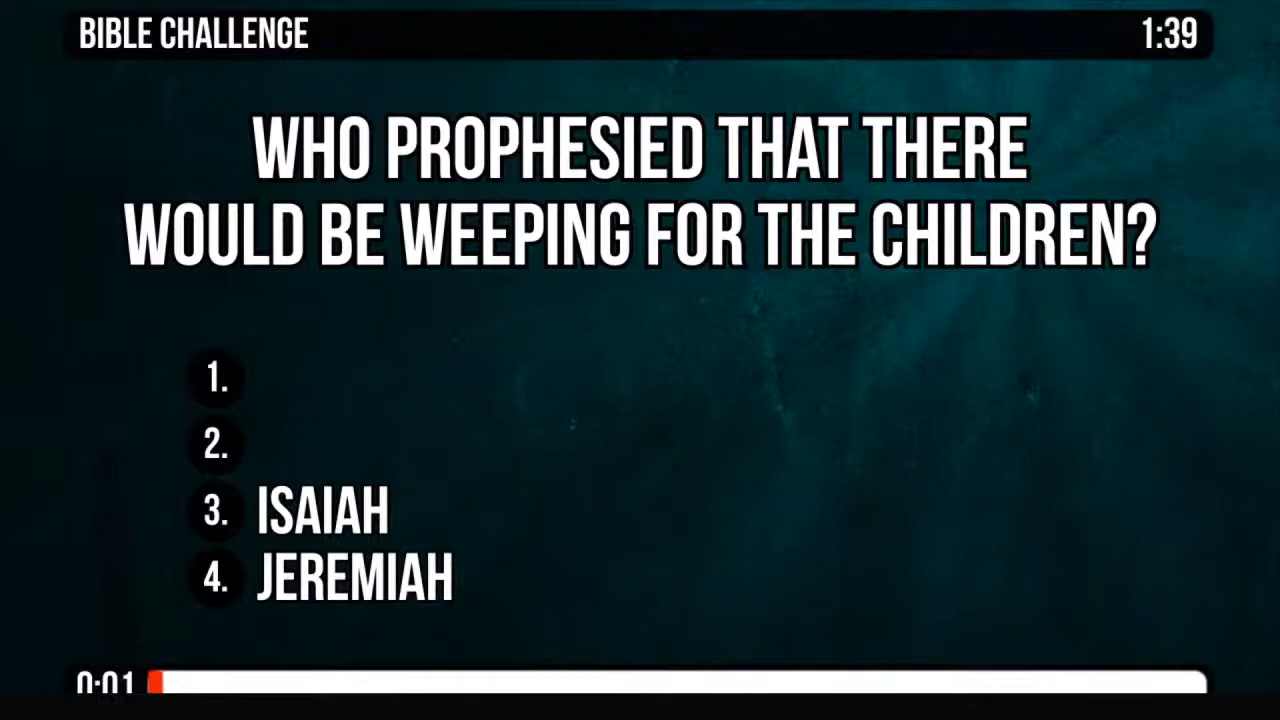 BIBLE CHALLENGE 1:39
WHO PROPHESIED THAT THERE
WOULD BE WEEPING FOR THE CHILDREN?
1.
2.
3. ISAIAH
4. JEREMIAH
0:01